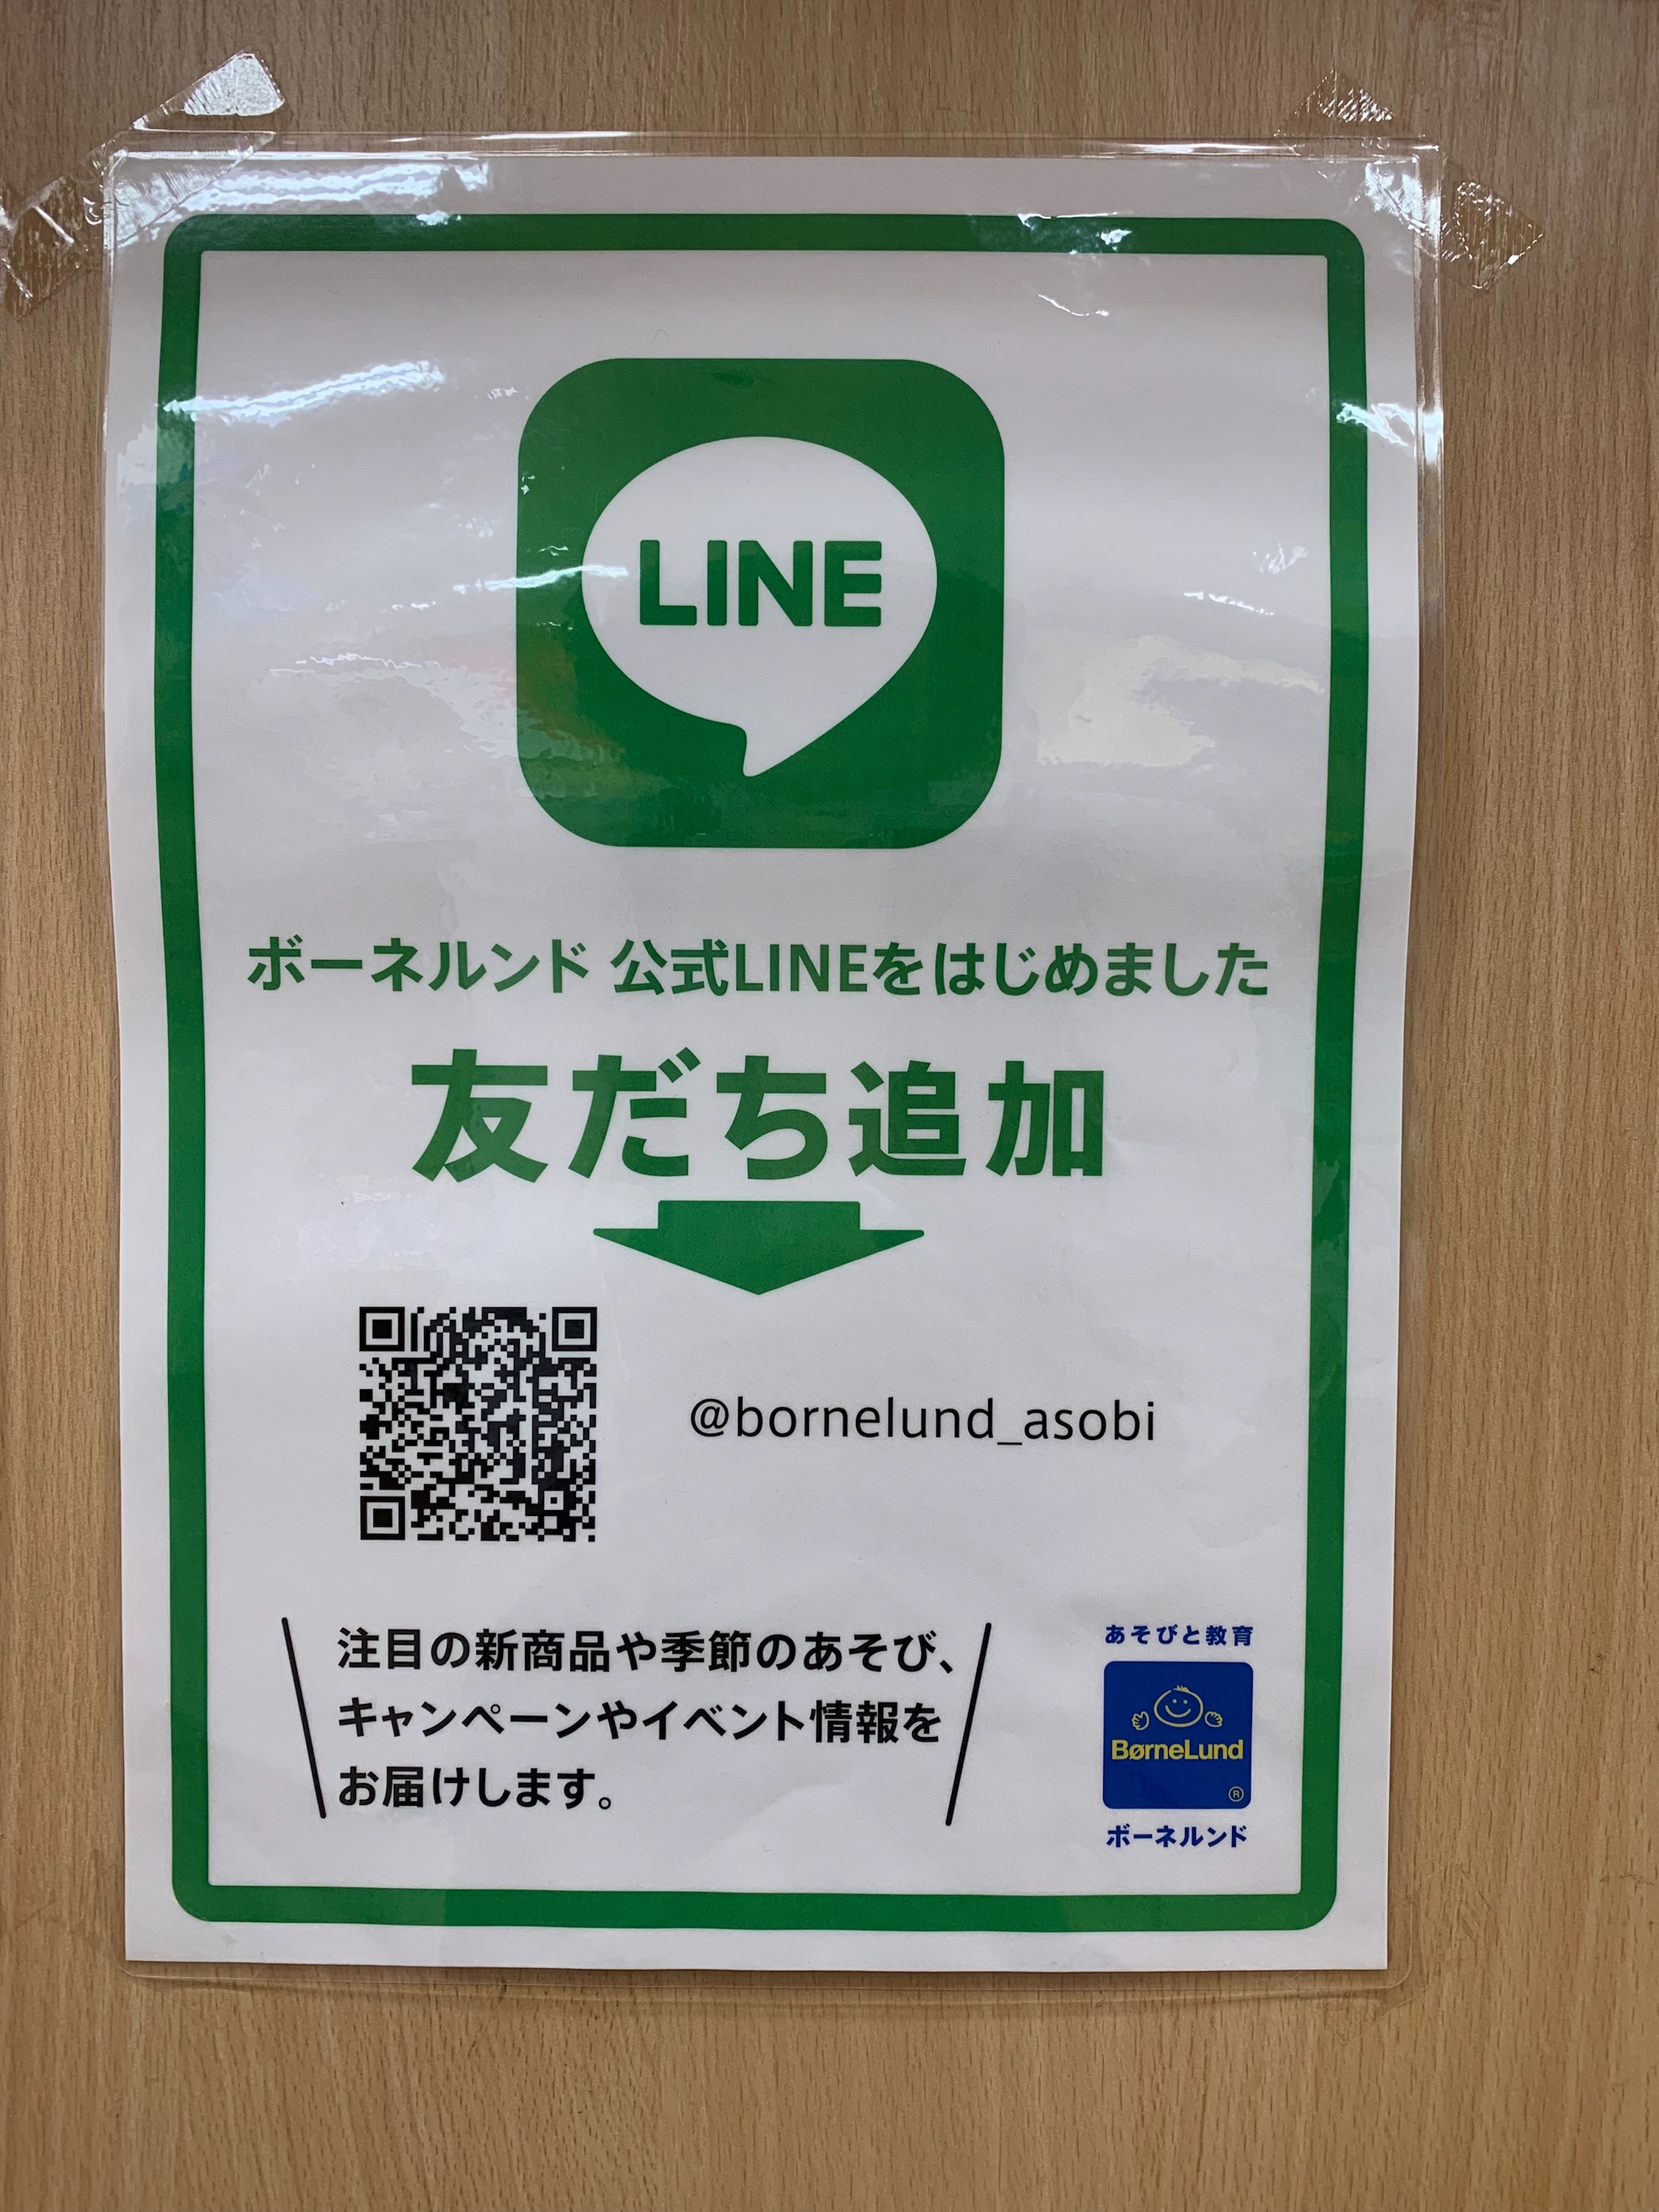 LINE
ボーネルンド 公式LINEをはじめました
友だち追加
@bornelund_asobi
注目の新商品や季節のあそび、
キャンペーンやイベント情報を
お届けします。
あそびと教育
BørneLund
®
ボーネルンド